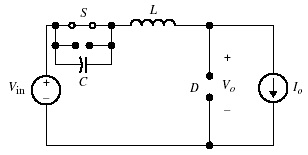 S
L
C
+
V_in
–
+
D
V_o
–
I_o